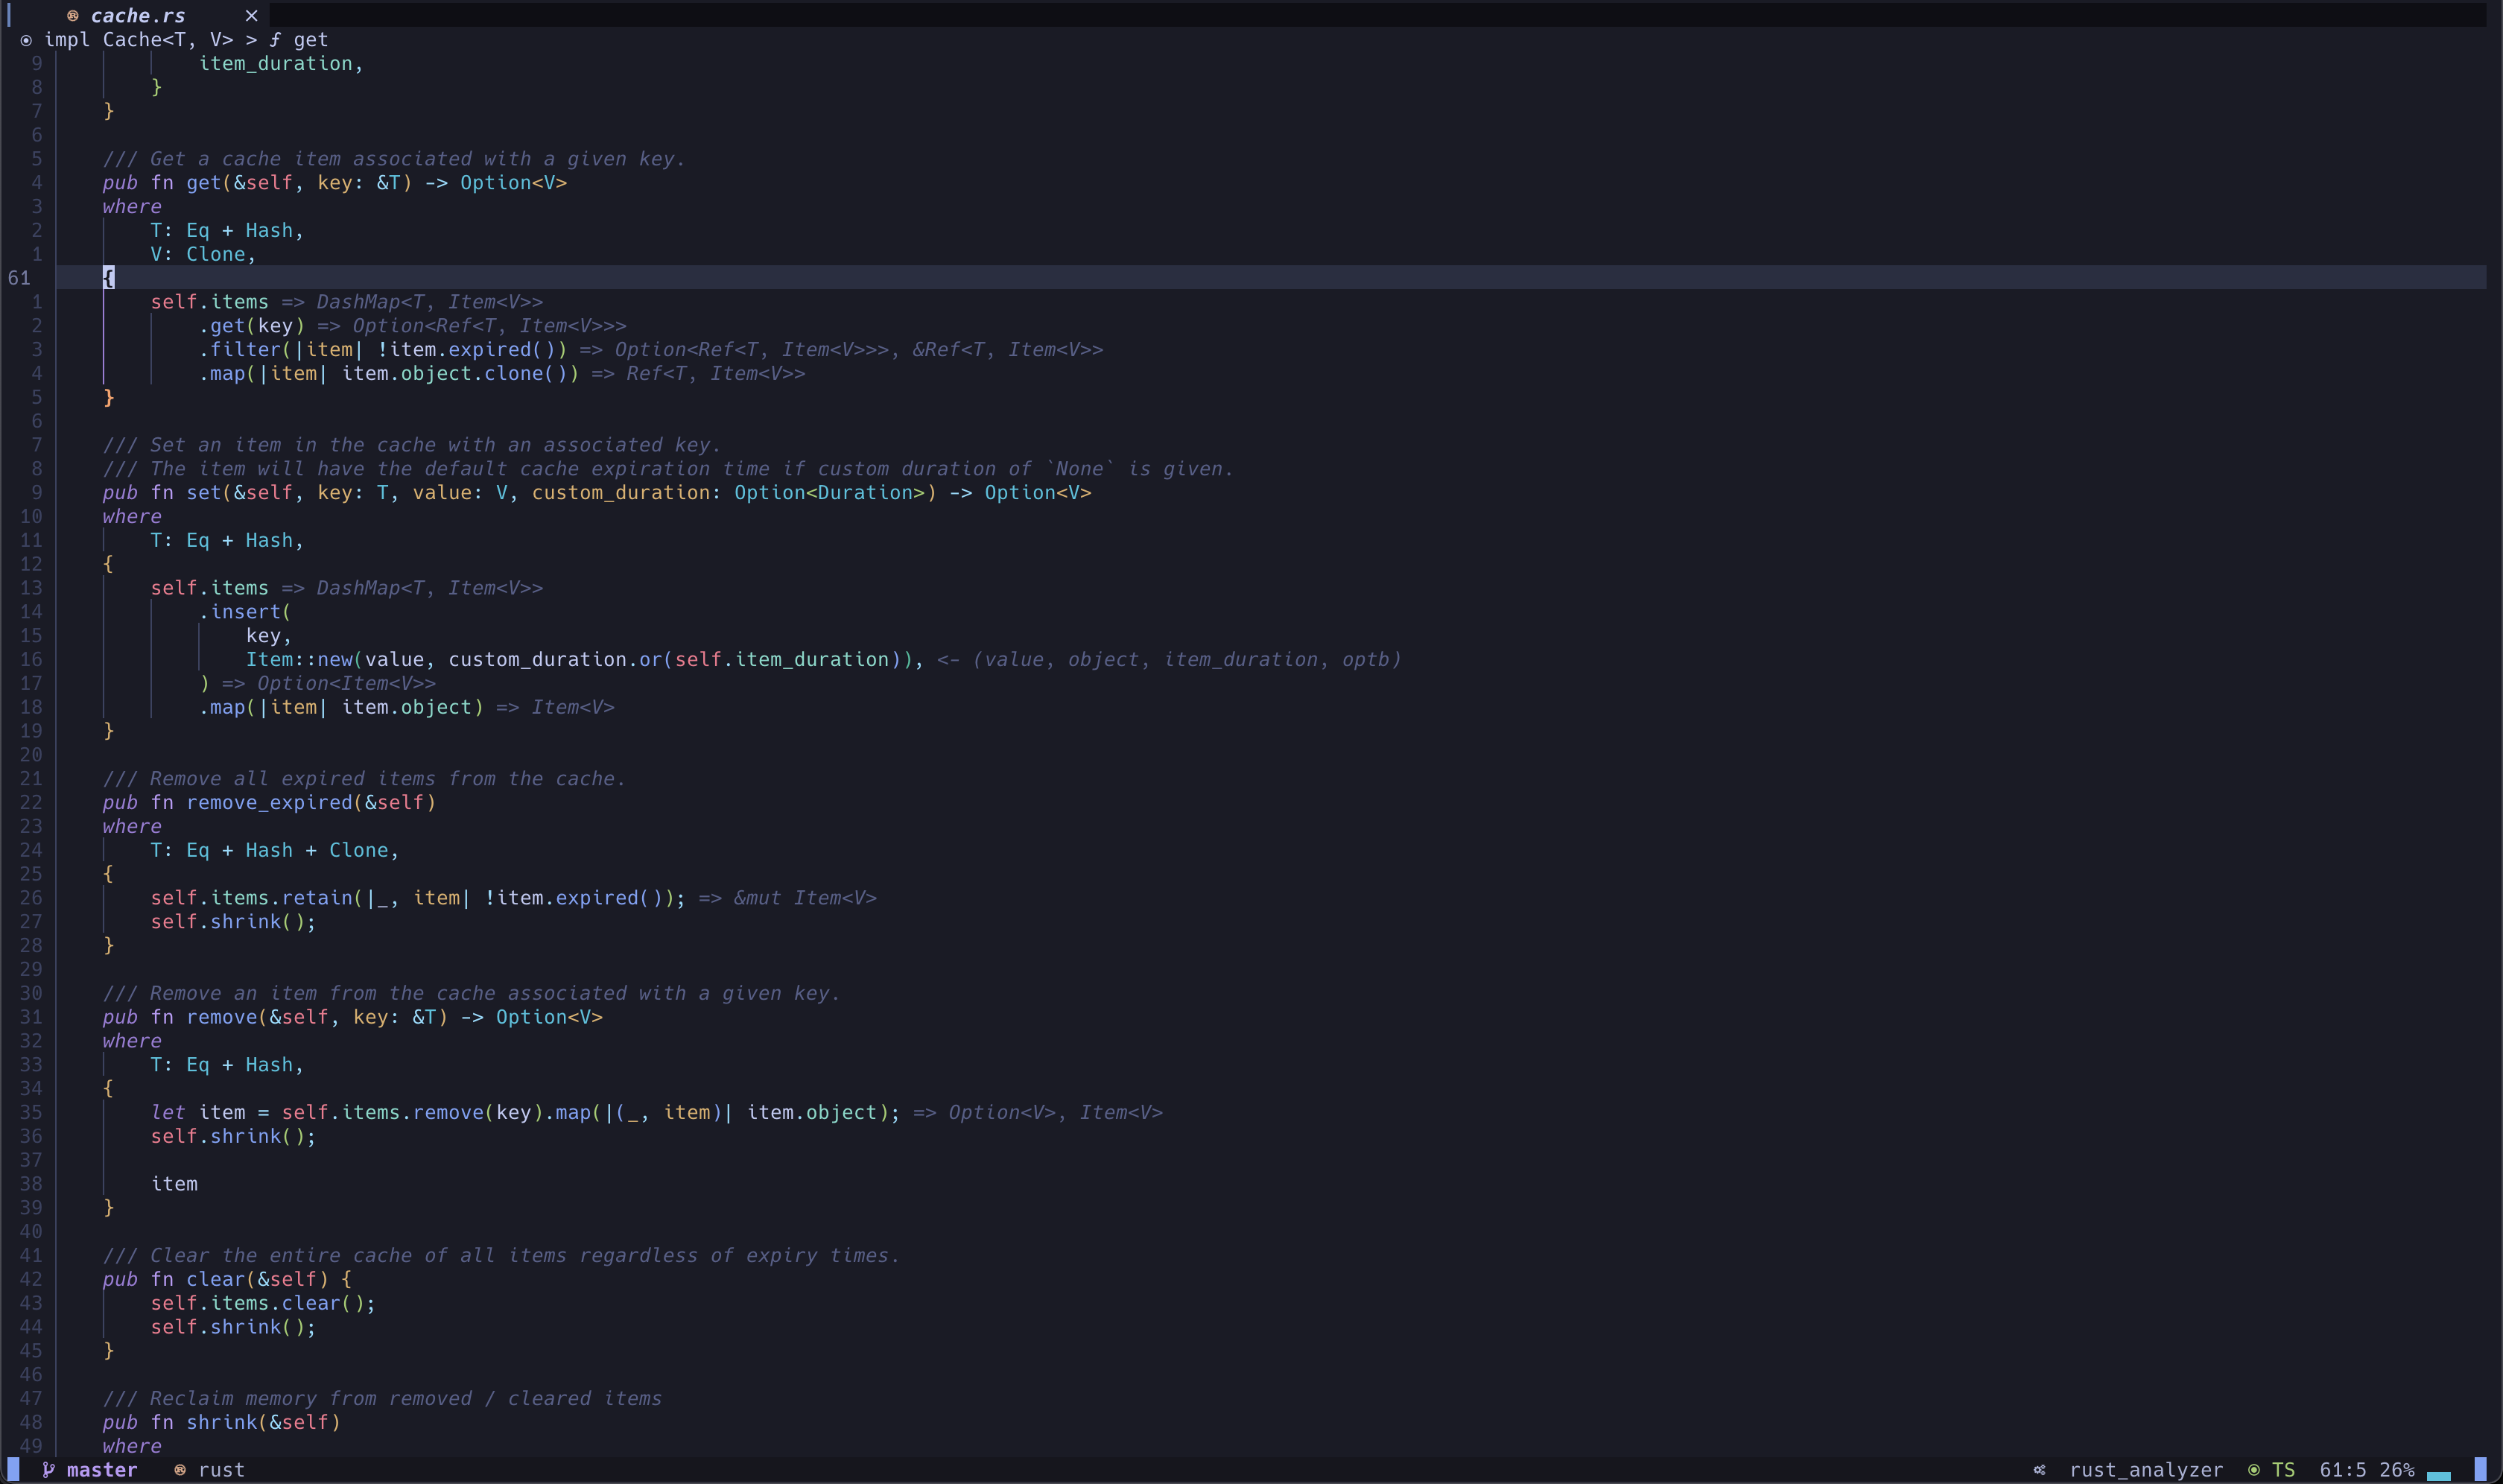 cache.rs ×
impl Cache<T, V> > ƒ get
9 item_duration,
8 }
7 }
6
5 /// Get a cache item associated with a given key.
4 pub fn get(&self, key: &T) -> Option<V>
3 where
2 T: Eq + Hash,
1 V: Clone,
61 {
1 self.items => DashMap<T, Item<V>>
2 .get(key) => Option<Ref<T, Item<V>>>
3 .filter(|item| !item.expired()) => Option<Ref<T, Item<V>>>, &Ref<T, Item<V>>
4 .map(|item| item.object.clone()) => Ref<T, Item<V>>
5 }
6
7 /// Set an item in the cache with an associated key.
8 /// The item will have the default cache expiration time if custom duration of `None` is given.
9 pub fn set(&self, key: T, value: V, custom_duration: Option<Duration>) -> Option<V>
10 where
11 T: Eq + Hash,
12 {
13 self.items => DashMap<T, Item<V>>
14 .insert(
15 key,
16 Item::new(value, custom_duration.or(self.item_duration)), <- (value, object, item_duration, optb)
17 ) => Option<Item<V>>
18 .map(|item| item.object) => Item<V>
19 }
20
21 /// Remove all expired items from the cache.
22 pub fn remove_expired(&self)
23 where
24 T: Eq + Hash + Clone,
25 {
26 self.items.retain(|_, item| !item.expired()); => &mut Item<V>
27 self.shrink();
28 }
29
30 /// Remove an item from the cache associated with a given key.
31 pub fn remove(&self, key: &T) -> Option<V>
32 where
33 T: Eq + Hash,
34 {
35 let item = self.items.remove(key).map(|(_, item)| item.object); => Option<V>, Item<V>
36 self.shrink();
37
38 item
39 }
40
41 /// Clear the entire cache of all items regardless of expiry times.
42 pub fn clear(&self) {
43 self.items.clear();
44 self.shrink();
45 }
46
47 /// Reclaim memory from removed / cleared items
48 pub fn shrink(&self)
49 where
master rust rust_analyzer TS 61:5 26%